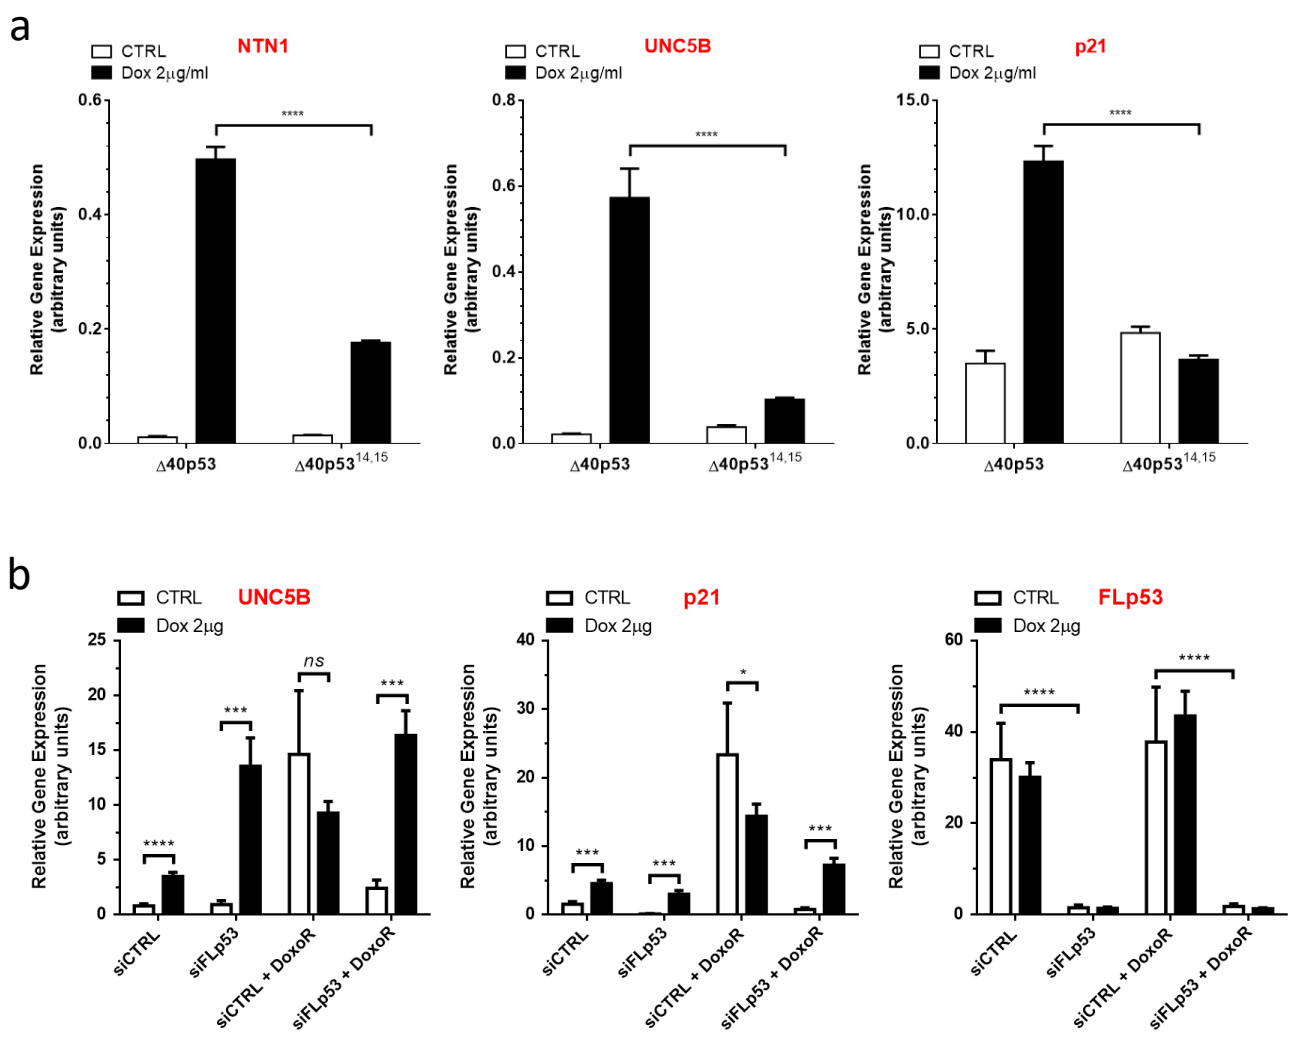 a
NTN1
CTRL
Dox 2μg/ml
0.6
0.4
0.2
0.0
Relative Gene Expression
(arbitrary units)
****
Δ40p53
Δ40p5314,15
UNC5B
CTRL
Dox 2μg/ml
0.8
0.6
0.4
0.2
0.0
Relative Gene Expression
(arbitrary units)
****
Δ40p53
Δ40p5314,15
p21
CTRL
Dox 2μg/ml
15.0
10.0
5.0
0.0
Relative Gene Expression
(arbitrary units)
****
Δ40p53
Δ40p5314,15
b
CTRL
UNC5B
Dox 2μg
25
20
15
10
5
0
Relative Gene Expression
(arbitrary units)
****
***
ns
***
siCTRL
siFLp53
siCTRL + DoxoR
siFLp53 + DoxoR
CTRL
p21
Dox 2μg
40
30
20
10
0
Relative Gene Expression
(arbitrary units)
***
***
*
***
siCTRL
siFLp53
siCTRL + DoxoR
siFLp53 + DoxoR
CTRL
FLp53
Dox 2μg
60
40
20
0
Relative Gene Expression
(arbitrary units)
****
****
siCTRL
siFLp53
siCTRL + DoxoR
siFLp53 + DoxoR